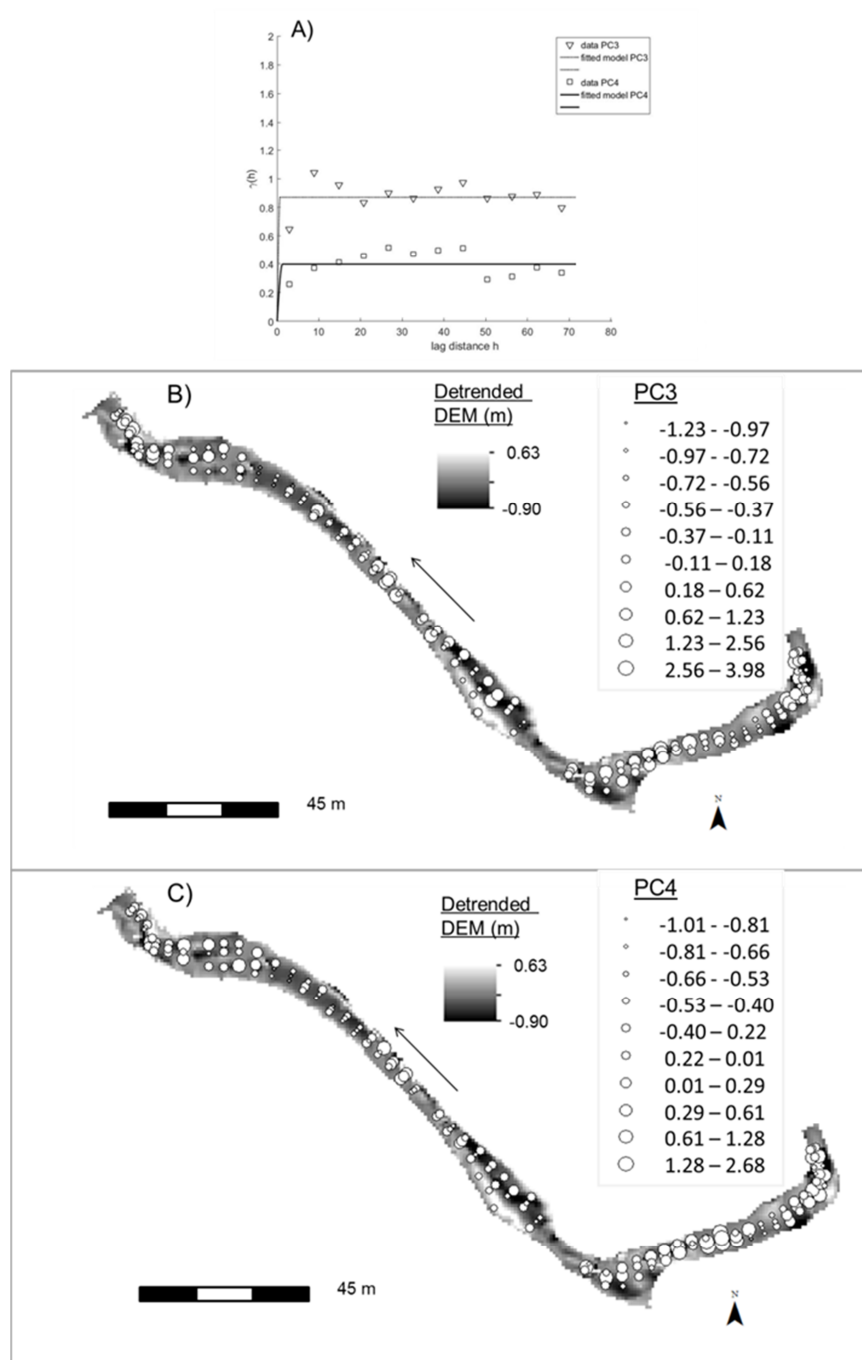 A)
2
1.8
1.6
1.4
1.2
1
0.8
0.6
0.4
0.2
0
γ(h)
0 10 20 30 40 50 60 70 80
lag distance h
data PC3
fitted model PC3
data PC4
fitted model PC4
B)
Detrended
DEM (m)
0.63
-0.90
PC3
-1.23 - -0.97
-0.97 - -0.72
-0.72 - -0.56
-0.56 - -0.37
-0.37 - -0.11
-0.11 - 0.18
0.18 – 0.62
0.62 – 1.23
1.23 – 2.56
2.56 – 3.98
45 m
N
C)
Detrended
DEM (m)
0.63
-0.90
PC4
-1.01 - -0.81
-0.81 - -0.66
-0.66 - -0.53
-0.53 - -0.40
-0.40 – 0.22
0.22 – 0.01
0.01 – 0.29
0.29 – 0.61
0.61 – 1.28
1.28 – 2.68
45 m
N